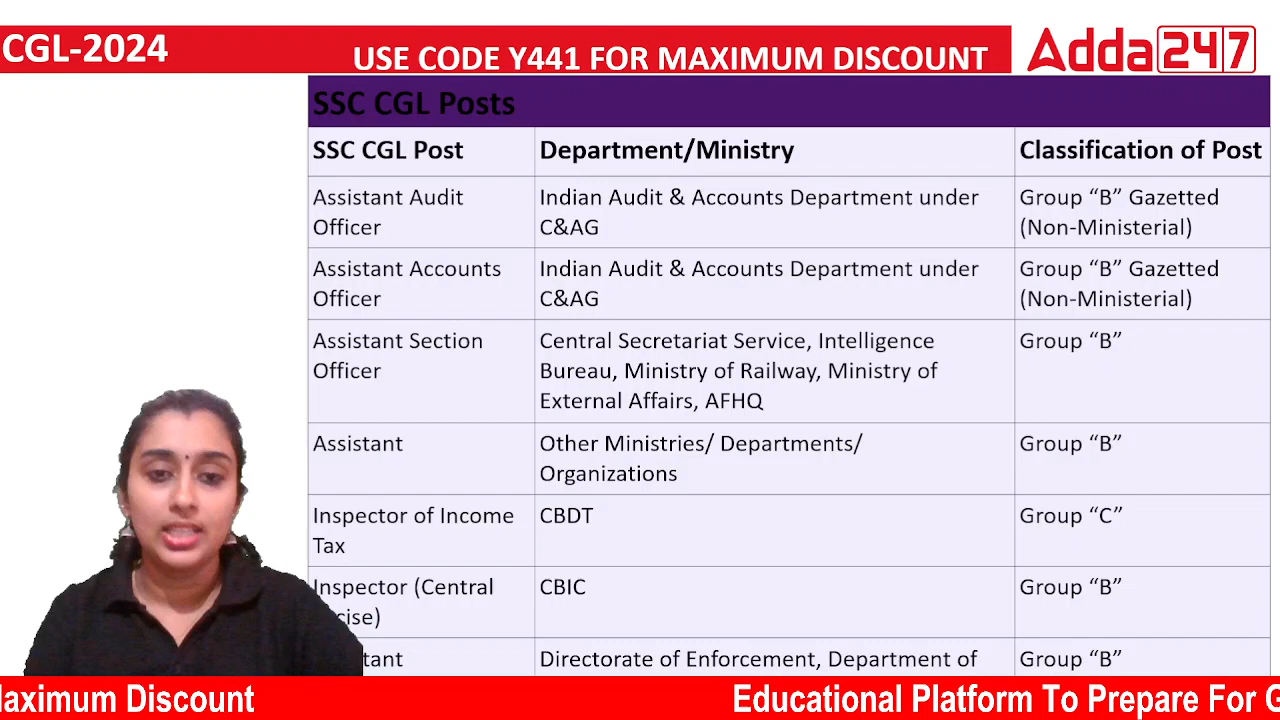 CGL-2024
USE CODE Y441 FOR MAXIMUM DISCOUNT
Adda247
SSC CGL Posts
SSC CGL Post Department/Ministry Classification of Post
Assistant Audit Indian Audit & Accounts Department under Group “B” Gazetted
Officer C&AG (Non-Ministerial)
Assistant Accounts Indian Audit & Accounts Department under Group “B” Gazetted
Officer C&AG (Non-Ministerial)
Assistant Section Central Secretariat Service, Intelligence Group “B”
Officer Bureau, Ministry of Railway, Ministry of
External Affairs, AFHQ
Assistant Other Ministries/ Departments/ Group “B”
Organizations
Inspector of Income CBDT Group “C”
Tax
Inspector (Central CBIC Group “B”
cise)
tant Directorate of Enforcement, Department of Group “B”
Maximum Discount Educational Platform To Prepare For G